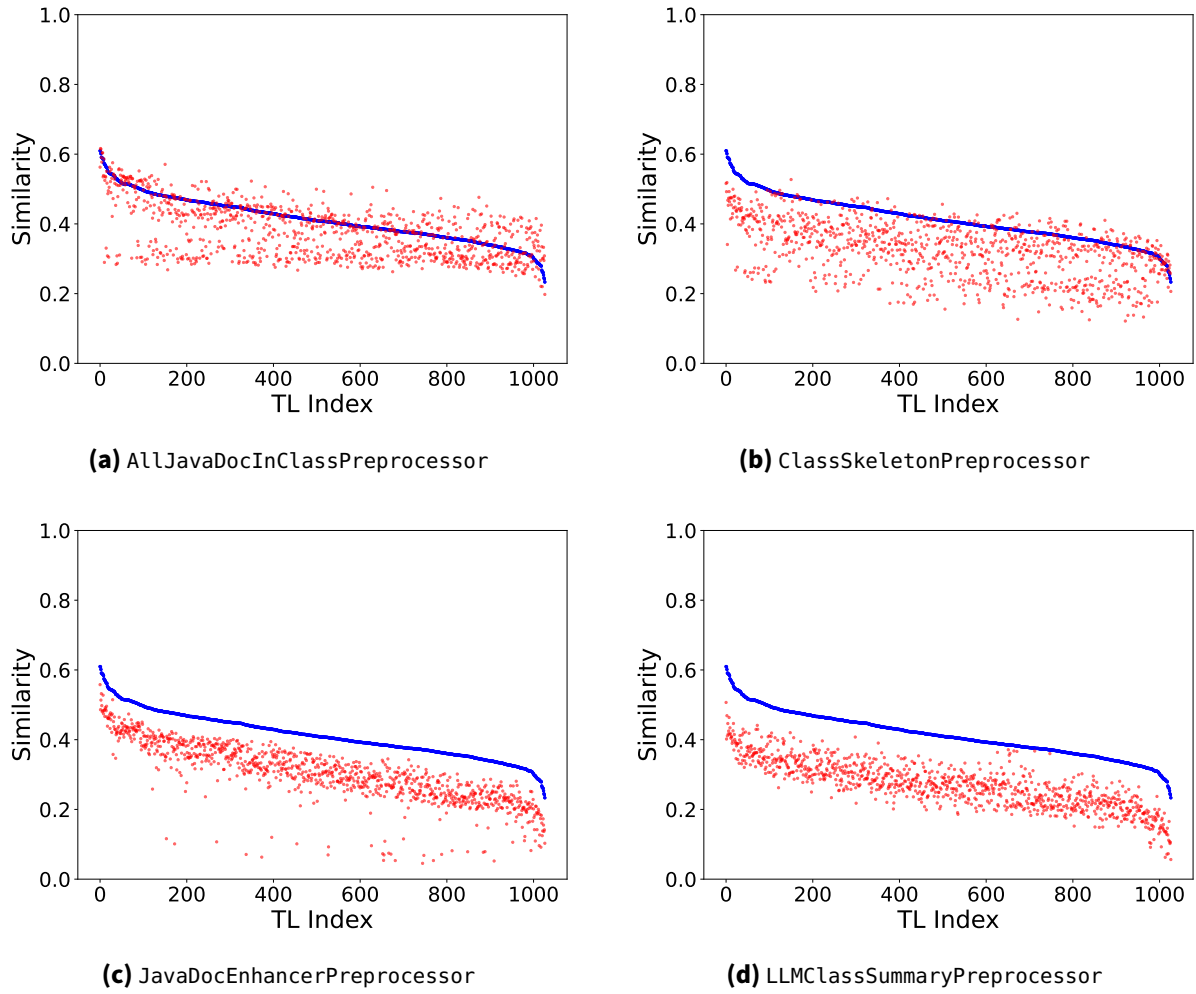 1.0
0.8
0.6
0.4
0.2
0.0
Similarity
0 200 400 600 800 1000
TL Index
(a) AllJavaDocInClassPreprocessor
1.0
0.8
0.6
0.4
0.2
0.0
Similarity
0 200 400 600 800 1000
TL Index
(b) ClassSkeletonPreprocessor
1.0
0.8
0.6
0.4
0.2
0.0
Similarity
0 200 400 600 800 1000
TL Index
(c) JavaDocEnhancerPreprocessor
1.0
0.8
0.6
0.4
0.2
0.0
Similarity
0 200 400 600 800 1000
TL Index
(d) LLMClassSummaryPreprocessor